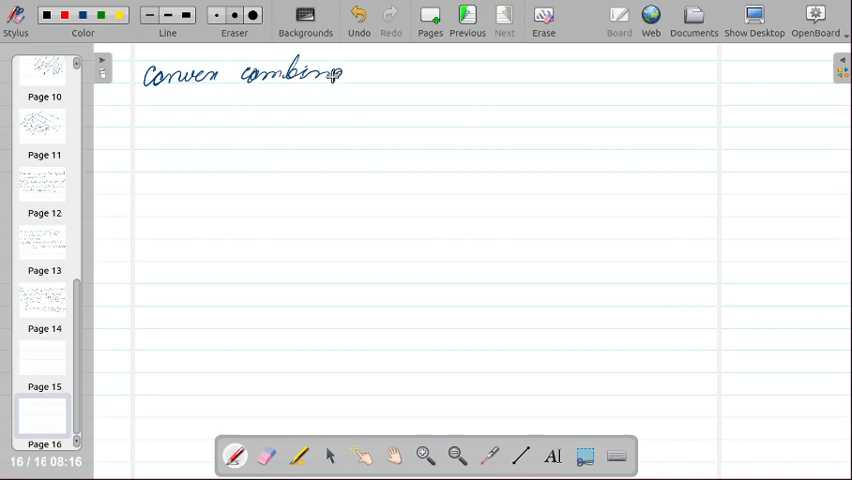 Stylus
Color
Line
Eraser
Backgrounds
Undo
Redo
Pages
Previous
Next
Erase
Board
Web
Documents
Show Desktop
OpenBoard
convex combina
Page 10
Page 11
Page 12
Page 13
Page 14
Page 15
Page 16
16 / 16 08:16
AI